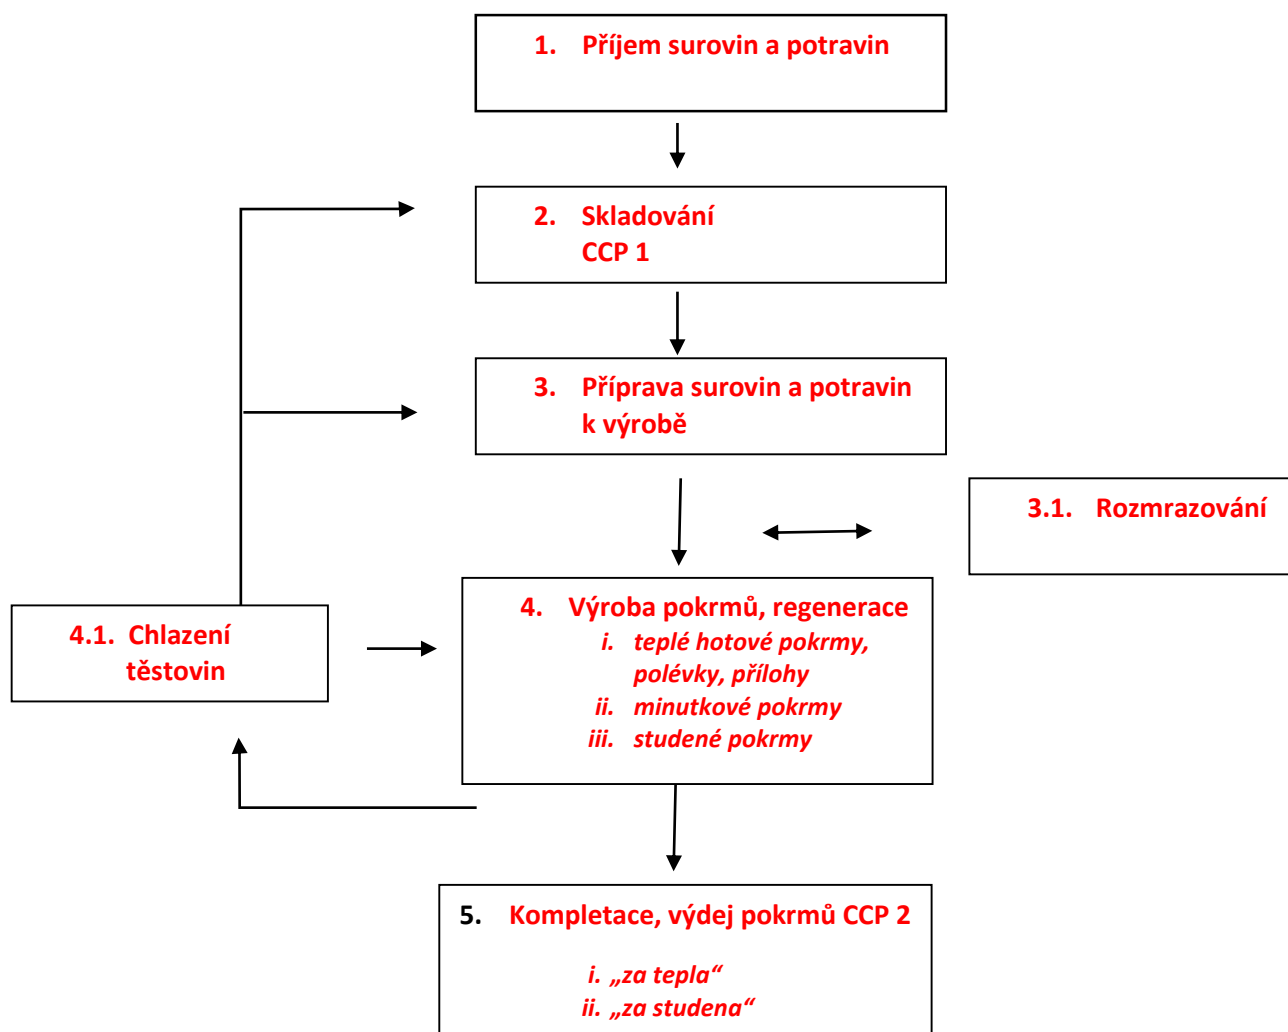 1. Příjem surovin a potravin
2. Skladování
CCP 1
3. Příprava surovin a potravin
k výrobě
3.1. Rozmrazování
4. Výroba pokrmů, regenerace
i. teplé hotové pokrmy,
polévky, přílohy
ii. minutkové pokrmy
iii. studené pokrmy
4.1. Chlazení
těstovin
5. Kompletace, výdej pokrmů CCP 2
i. „za tepla“
ii. „za studena“